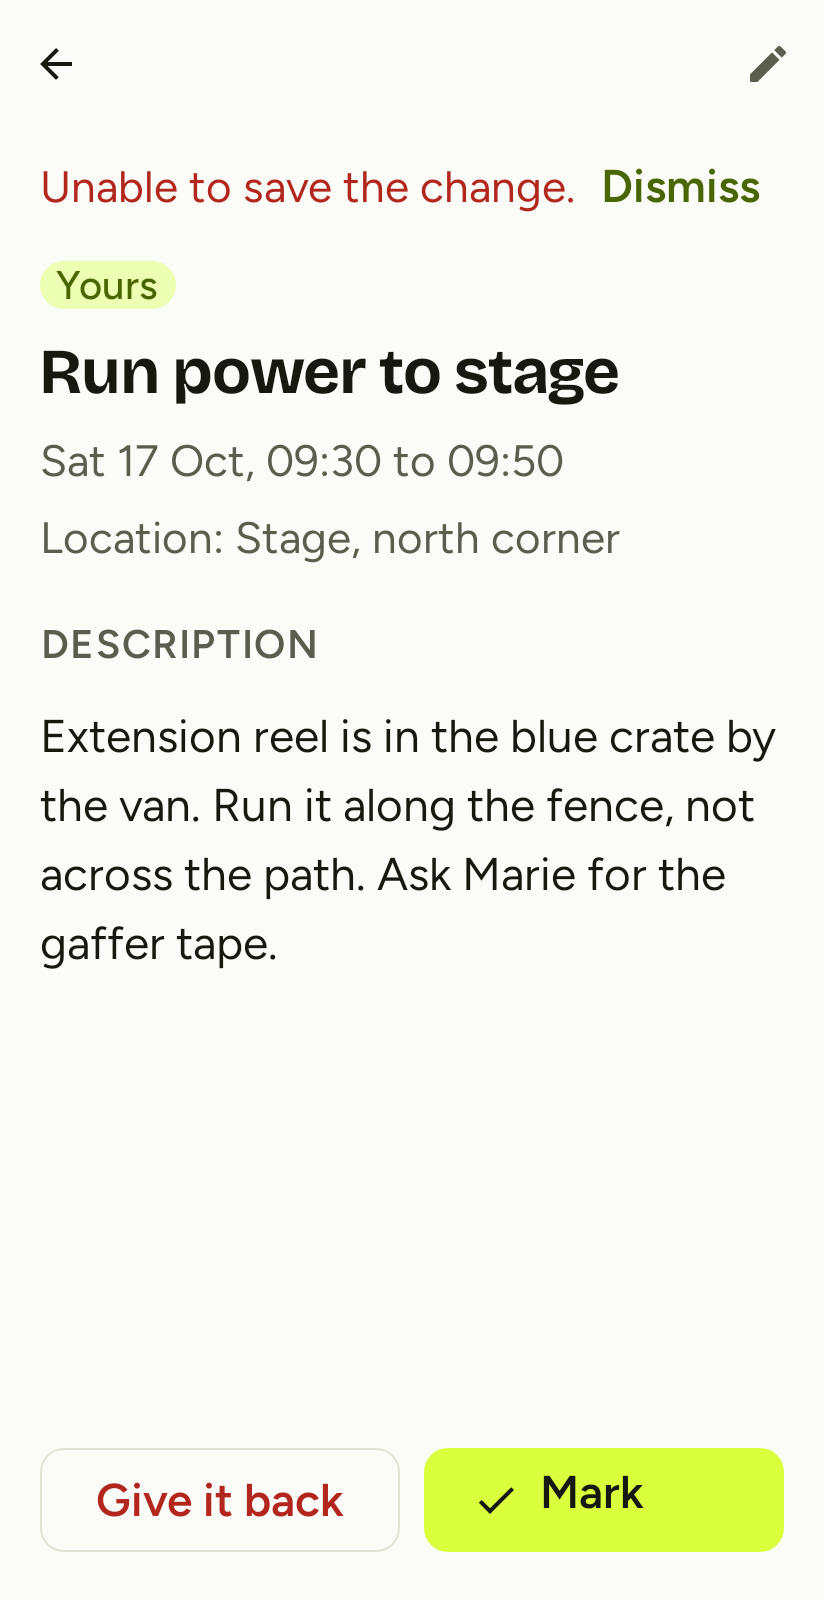 Unable to save the change. Dismiss
Yours
Run power to stage
Sat 17 Oct, 09:30 to 09:50
Location: Stage, north corner
DESCRIPTION
Extension reel is in the blue crate by
the van. Run it along the fence, not
across the path. Ask Marie for the
gaffer tape.
Give it back
Mark